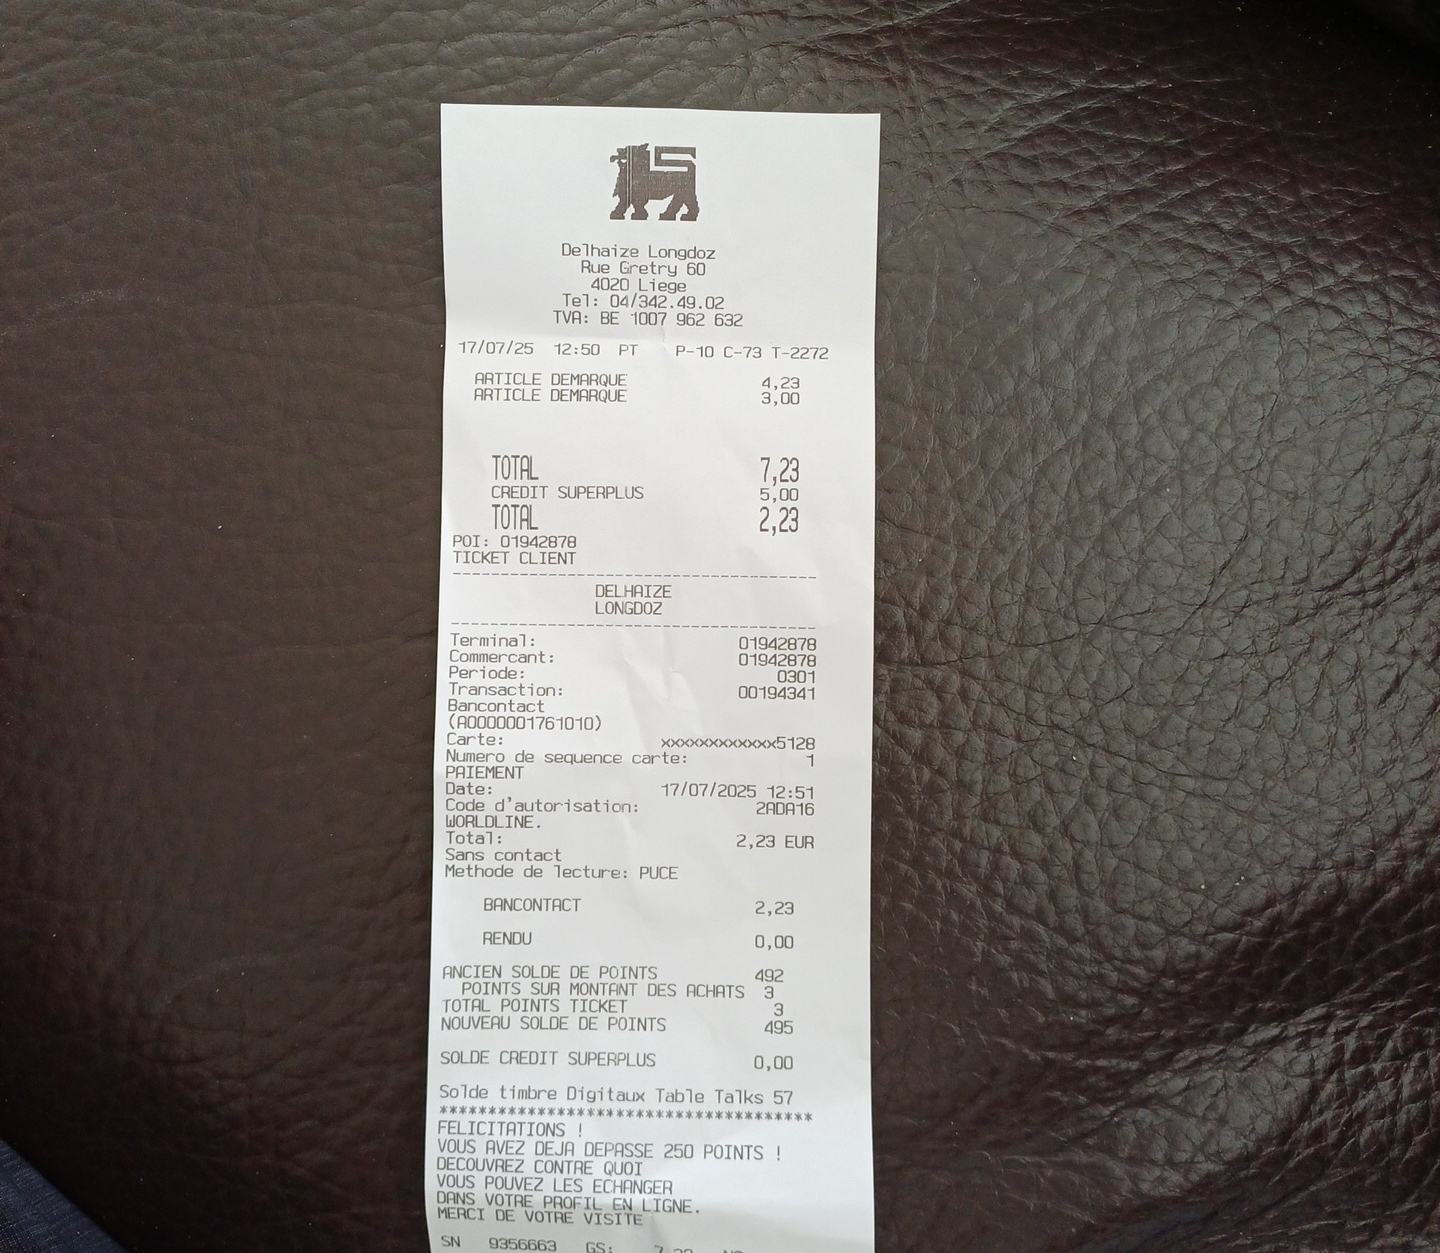 Delhaize Longdoz
Rue Gretry 60
4020 Liege
Tel: 04/342.49.02
TVA: BE 1007 962 632
17/07/25 12:50 PT P-10 C-73 T-2272
ARTICLE DEMARQUE 4,23
ARTICLE DEMARQUE 3,00
TOTAL 7,23
CREDIT SUPERPLUS 5,00
TOTAL 2,23
POI: 01942878
TICKET CLIENT
------------------------------------
DELHAIZE
LONGDOZ
------------------------------------
Terminal: 01942878
Commercant: 01942878
Periode: 0301
Transaction: 00194341
Bancontact
(A0000001761010)
Carte: xxxxxxxxxxxx5128
Numero de sequence carte: 1
PAIEMENT
Date: 17/07/2025 12:51
Code d'autorisation: 2ADA16
WORLDLINE.
Total: 2,23 EUR
Sans contact
Methode de lecture: PUCE
BANCONTACT 2,23
RENDU 0,00
ANCIEN SOLDE DE POINTS 492
POINTS SUR MONTANT DES ACHATS 3
TOTAL POINTS TICKET 3
NOUVEAU SOLDE DE POINTS 495
SOLDE CREDIT SUPERPLUS 0,00
Solde timbre Digitaux Table Talks 57
**************************************
FELICITATIONS !
VOUS AVEZ DEJA DEPASSE 250 POINTS !
DECOUVREZ CONTRE QUOI
VOUS POUVEZ LES ECHANGER
DANS VOTRE PROFIL EN LIGNE.
MERCI DE VOTRE VISITE
SN 9356663 GS: